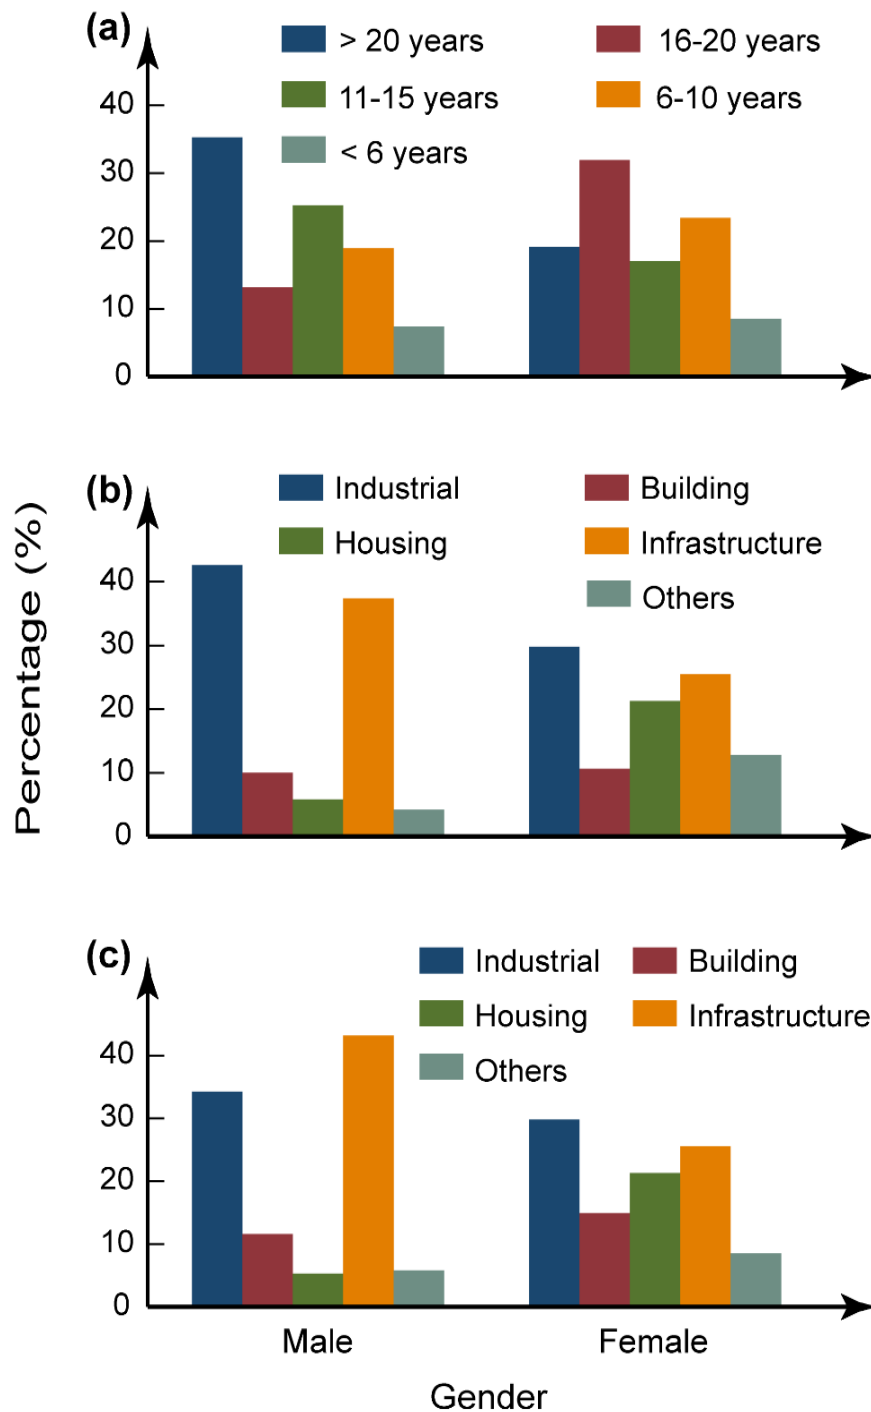 (a)
> 20 years
16-20 years
11-15 years
6-10 years
< 6 years
40
30
20
10
0
Percentage (%)
(b)
Industrial
Building
Housing
Infrastructure
Others
40
30
20
10
0
(c)
Industrial
Building
Housing
Infrastructure
Others
40
30
20
10
0
Male
Female
Gender